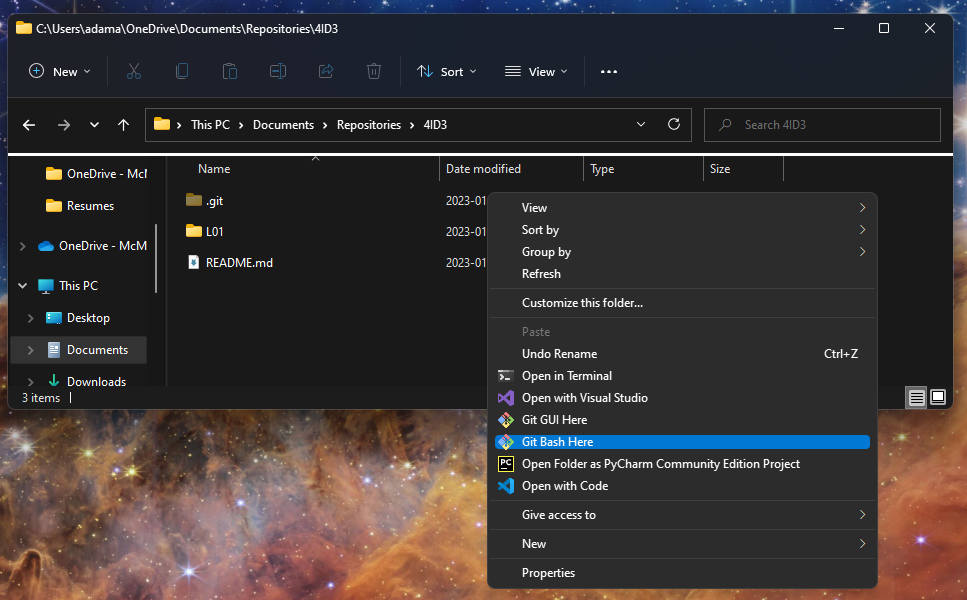 C:\Users\adama\OneDrive\Documents\Repositories\4ID3
New Sort View
This PC Documents Repositories 4ID3 Search 4ID3
Name Date modified Type Size
OneDrive - McM
Resumes
OneDrive - McM
This PC
Desktop
Documents
Downloads
.git 2023-01
L01 2023-01
README.md 2023-01
3 items
View
Sort by
Group by
Refresh
Customize this folder...
Paste
Undo Rename Ctrl+Z
Open in Terminal
Open with Visual Studio
Git GUI Here
Git Bash Here
PC Open Folder as PyCharm Community Edition Project
Open with Code
Give access to
New
Properties